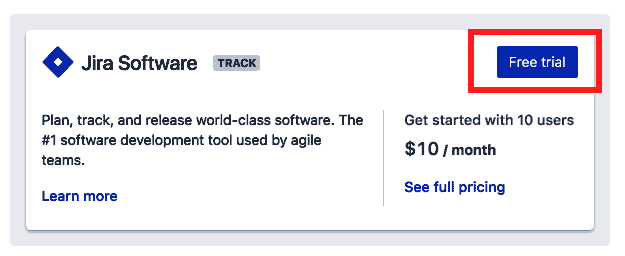 Jira Software TRACK
Free trial
Plan, track, and release world-class software. The
#1 software development tool used by agile
teams.
Learn more
Get started with 10 users
$10 / month
See full pricing